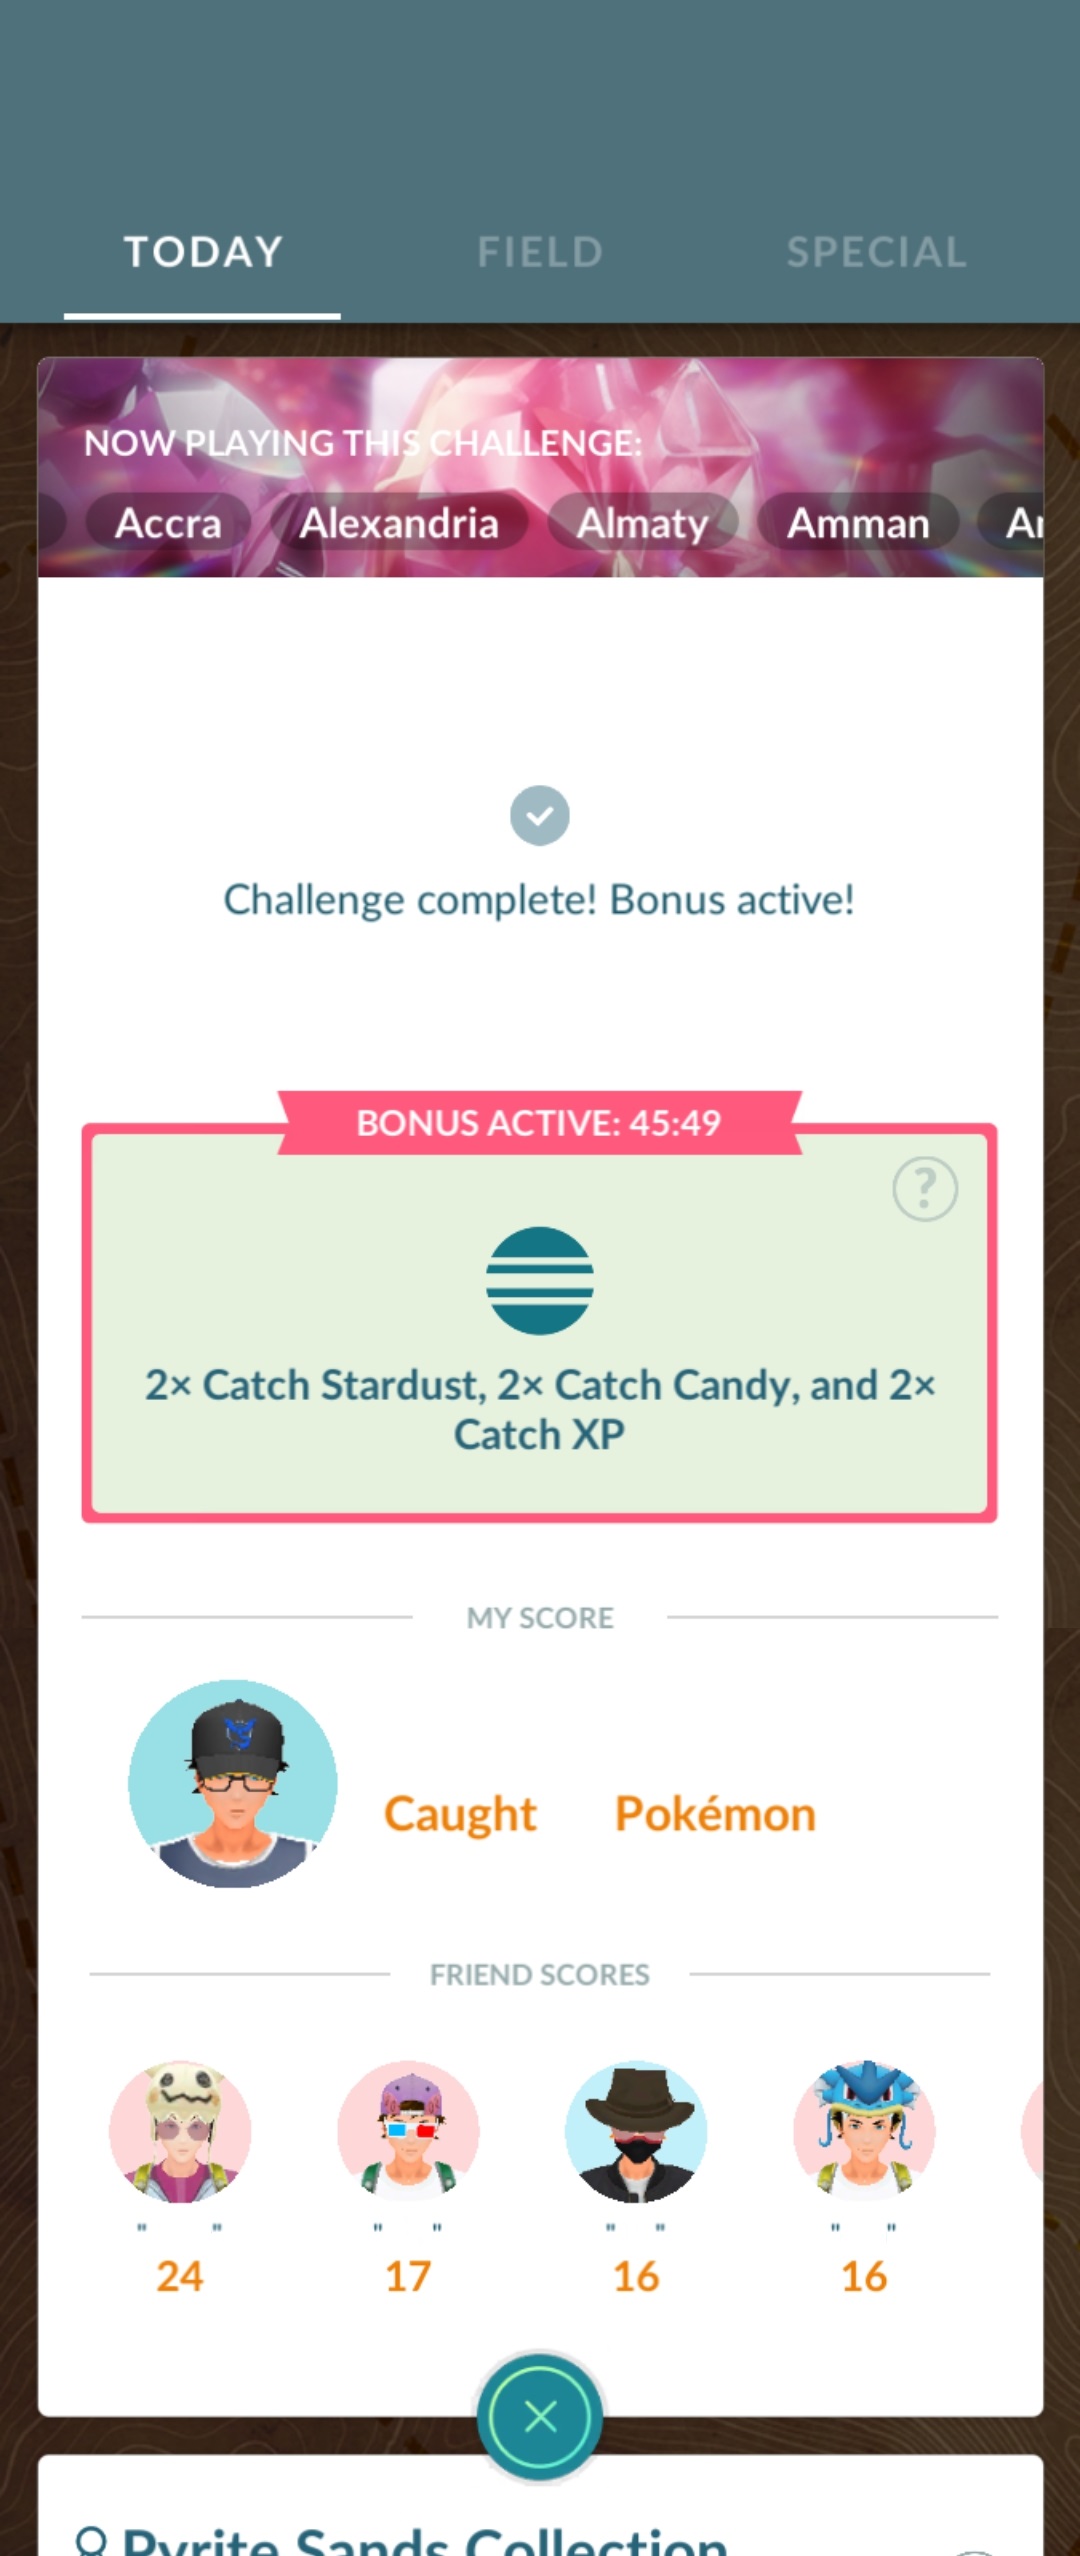 TODAY FIELD SPECIAL
NOW PLAYING THIS CHALLENGE:
Accra Alexandria Almaty Amman
Challenge complete! Bonus active!
BONUS ACTIVE: 45:49
?
2× Catch Stardust, 2× Catch Candy, and 2×
Catch XP
MY SCORE
Caught Pokémon
FRIEND SCORES
" " " " " " " "
24 17 16 16
Pyrite Sands Collection